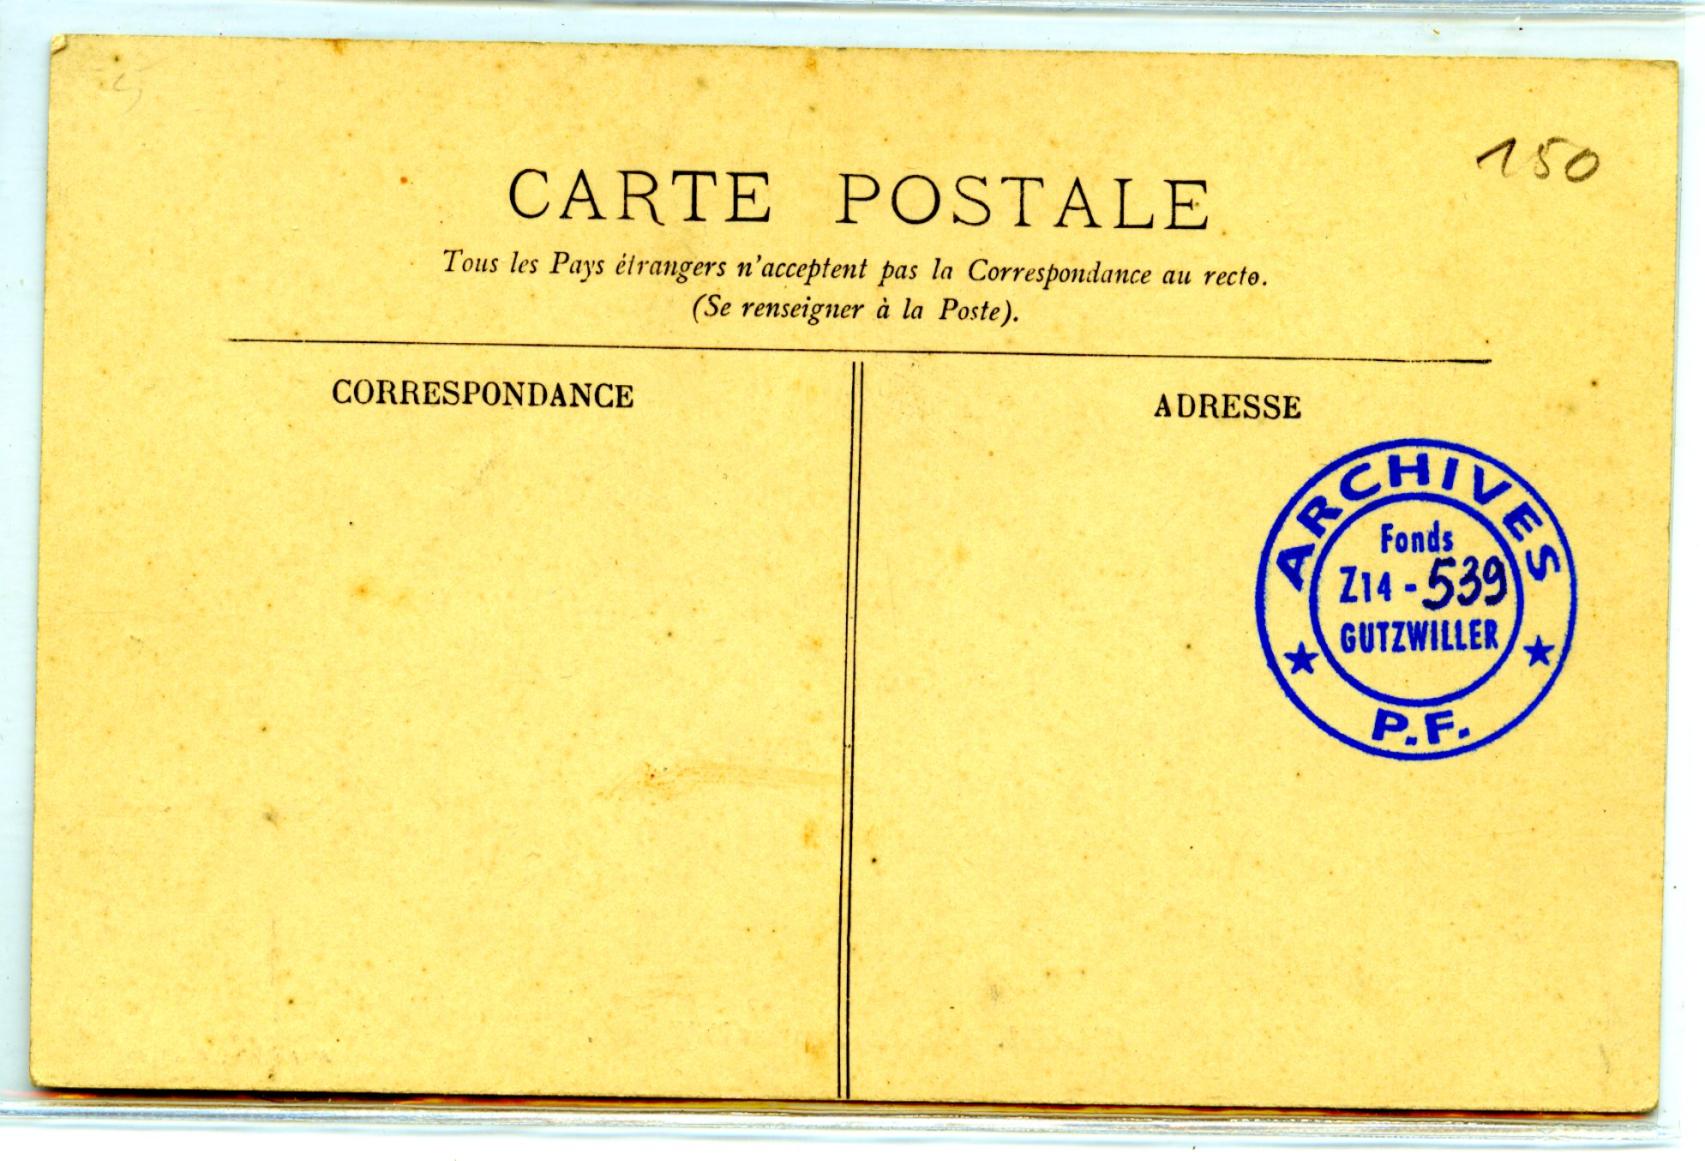 150
CARTE POSTALE
Tous les Pays étrangers n'acceptent pas la Correspondance au recto.
(Se renseigner à la Poste).
CORRESPONDANCE
ADRESSE
ARCHIVES
Fonds
Z14 - 539
GUTZWILLER
P.F.